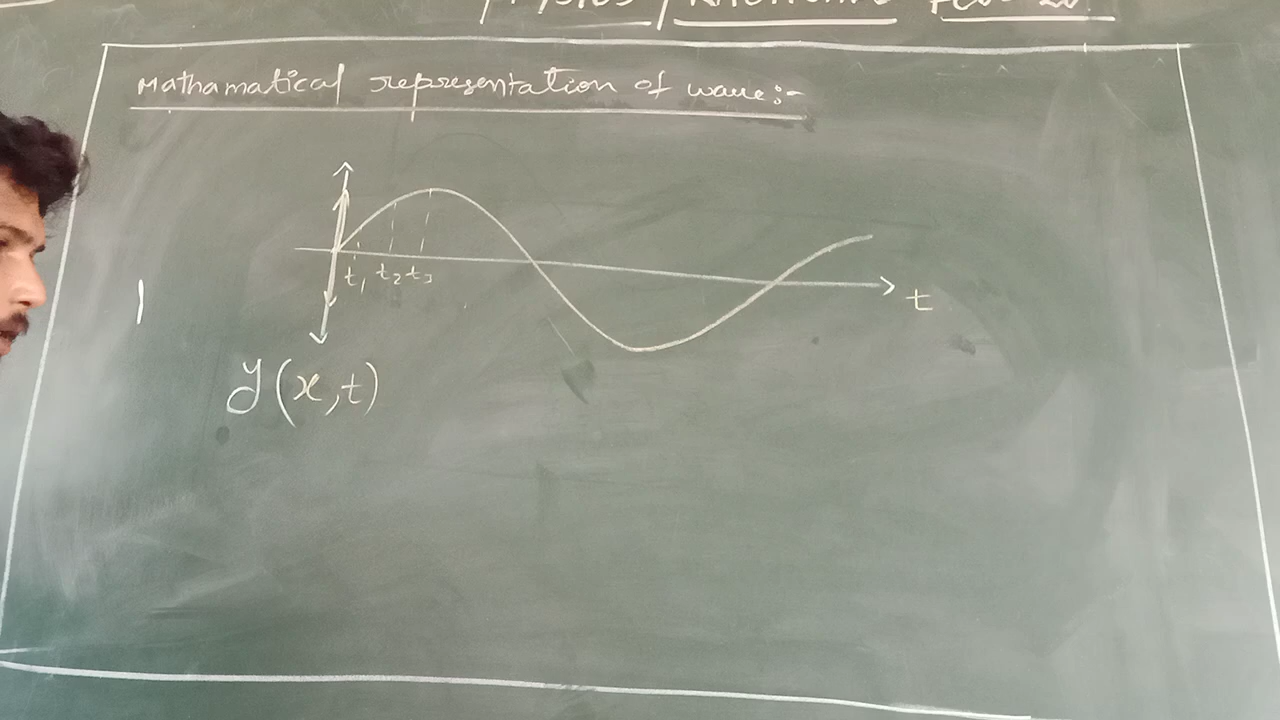 Mathamatical representation of wave:-
t₁ t₂ t₃
t
y(x,t)